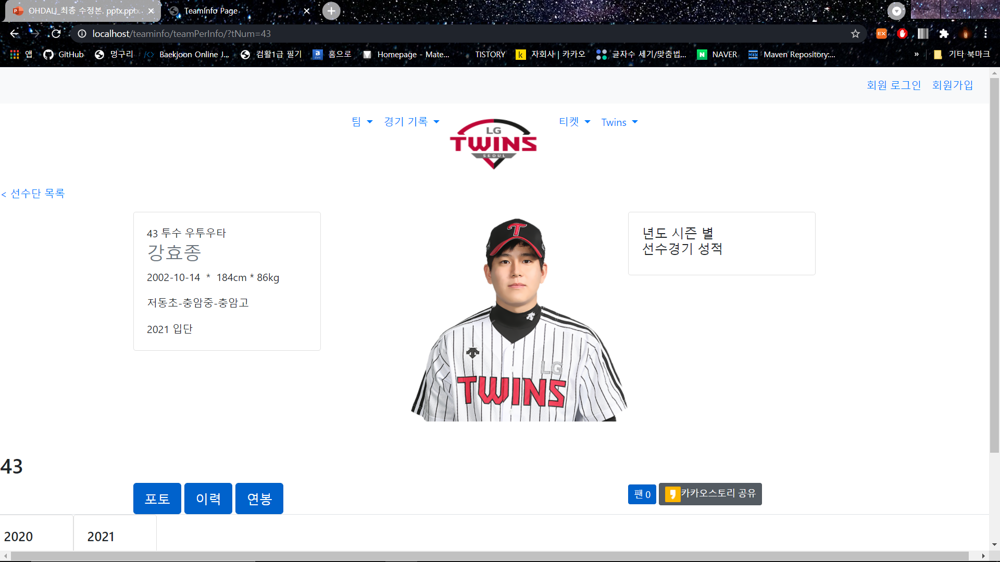 OHDALJ_최종 수정본. pptx.pptx
TeamInfo Page
localhost/teaminfo/teamPerInfo/?tNum=43
앱
GitHub
멍구리
Baekjoon Online J...
컴활1급 필기
홈으로
Homepage - Mate...
TISTORY
자회사 | 카카오
글자수 세기/맞춤법...
NAVER
Maven Repository:...
»
기타 북마크
회원 로그인 회원가입
팀 경기 기록
LG
TWINS
SEOUL
티켓 Twins
< 선수단 목록
43 투수 우투우타
강효종
2002-10-14 * 184cm * 86kg
저동초-충암중-충암고
2021 입단
T
LG
TWINS
년도 시즌 별
선수경기 성적
43
포토 이력 연봉
팬 0 카카오스토리 공유
2020 2021